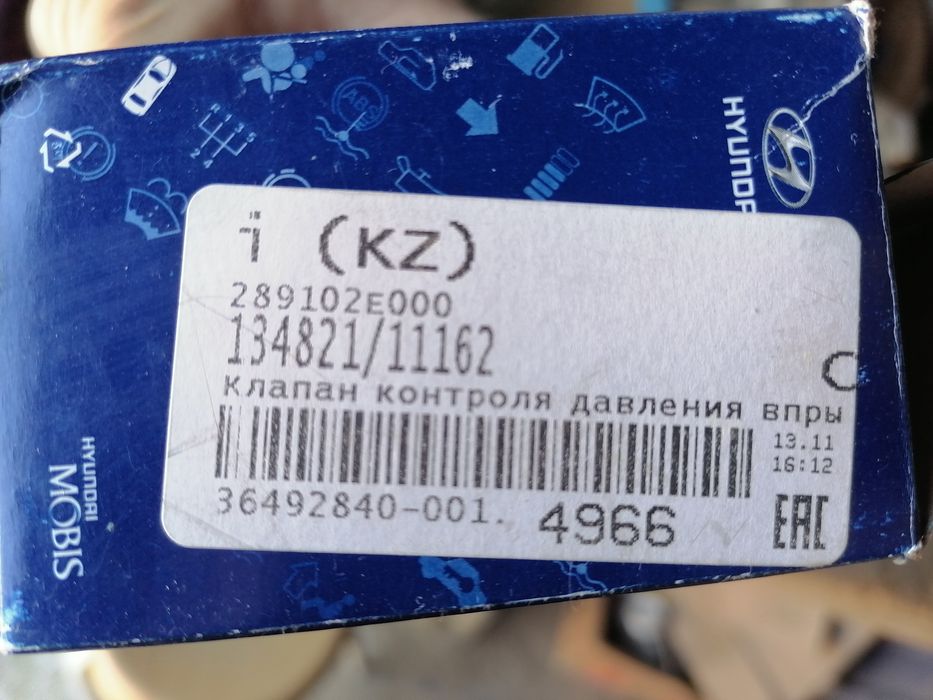 HYUNDAI
i (KZ)
289102E000
134821/11162
клапан контроля давления впры
13.11
16:12
36492840-001. 4966
EAC
HYUNDAI
MOBIS
ABS